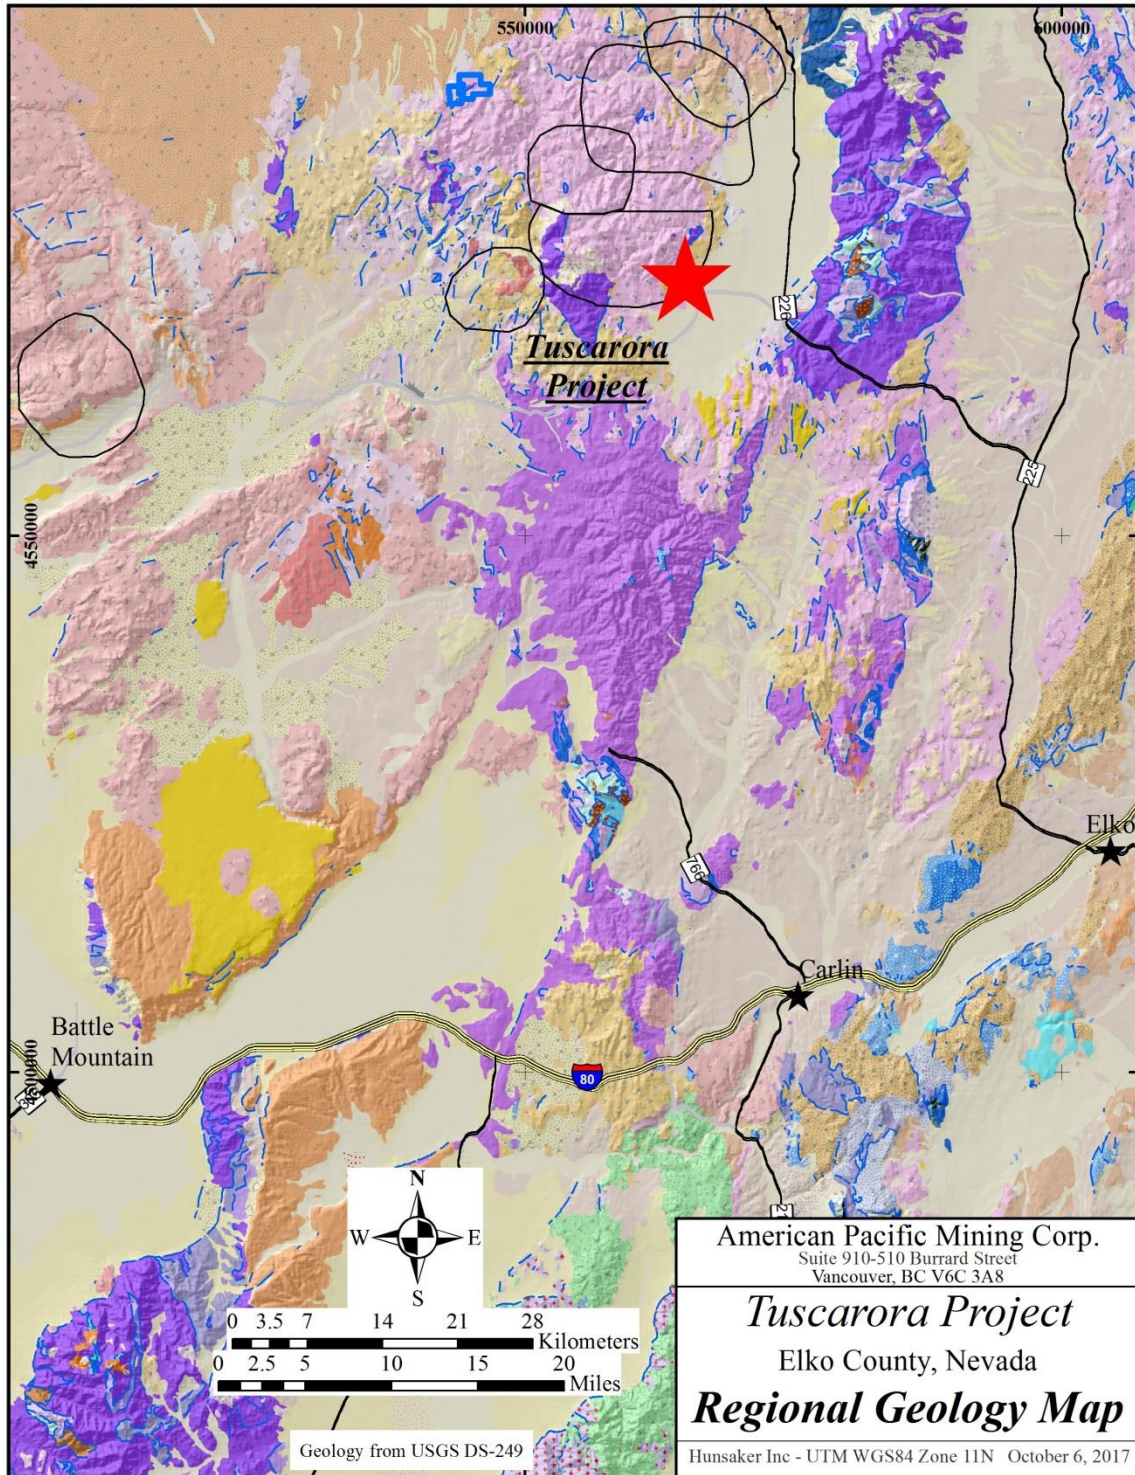 550000
600000
226
Tuscarora
Project
225
4550000
766
Elko
Carlin
Battle
Mountain
4500000
80
N
W
E
S
0 3.5 7 14 21 28
Kilometers
0 2.5 5 10 15 20
Miles
Geology from USGS DS-249
American Pacific Mining Corp.
Suite 910-510 Burrard Street
Vancouver, BC V6C 3A8
Tuscarora Project
Elko County, Nevada
Regional Geology Map
Hunsaker Inc - UTM WGS84 Zone 11N October 6, 2017